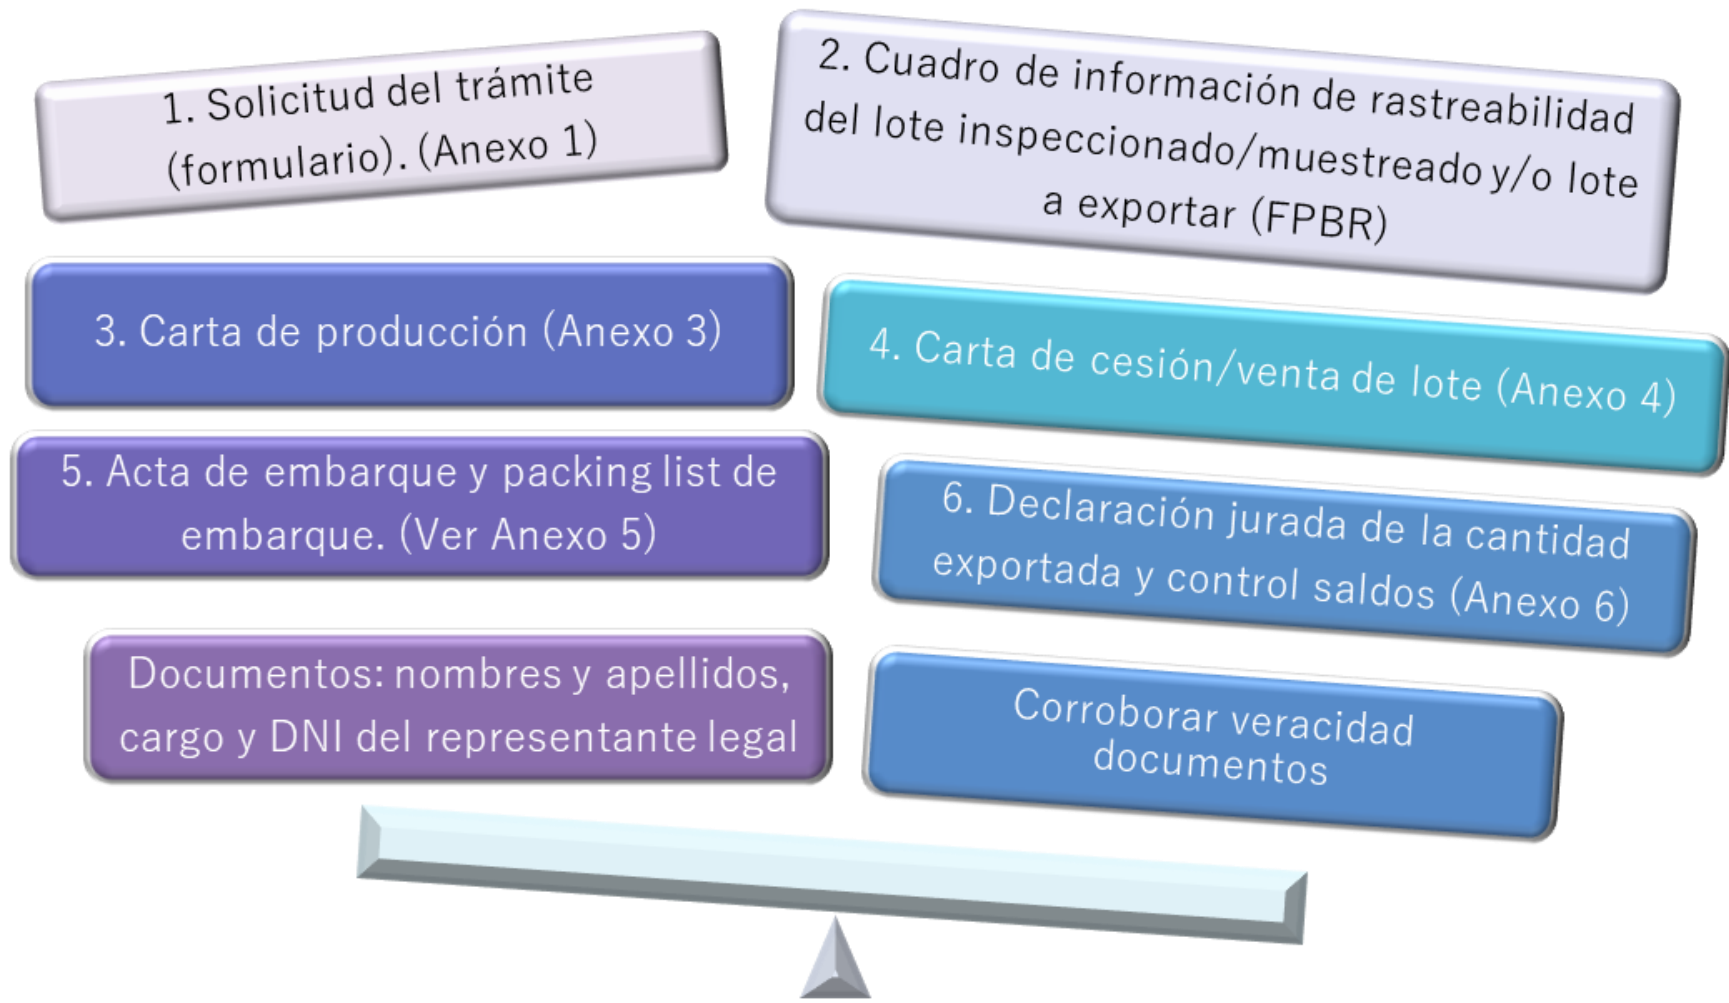 1. Solicitud del trámite
(formulario). (Anexo 1)
2. Cuadro de información de rastreabilidad
del lote inspeccionado/muestreado y/o lote
a exportar (FPBR)
3. Carta de producción (Anexo 3)
4. Carta de cesión/venta de lote (Anexo 4)
5. Acta de embarque y packing list de
embarque. (Ver Anexo 5)
6. Declaración jurada de la cantidad
exportada y control saldos (Anexo 6)
Documentos: nombres y apellidos,
cargo y DNI del representante legal
Corroborar veracidad
documentos